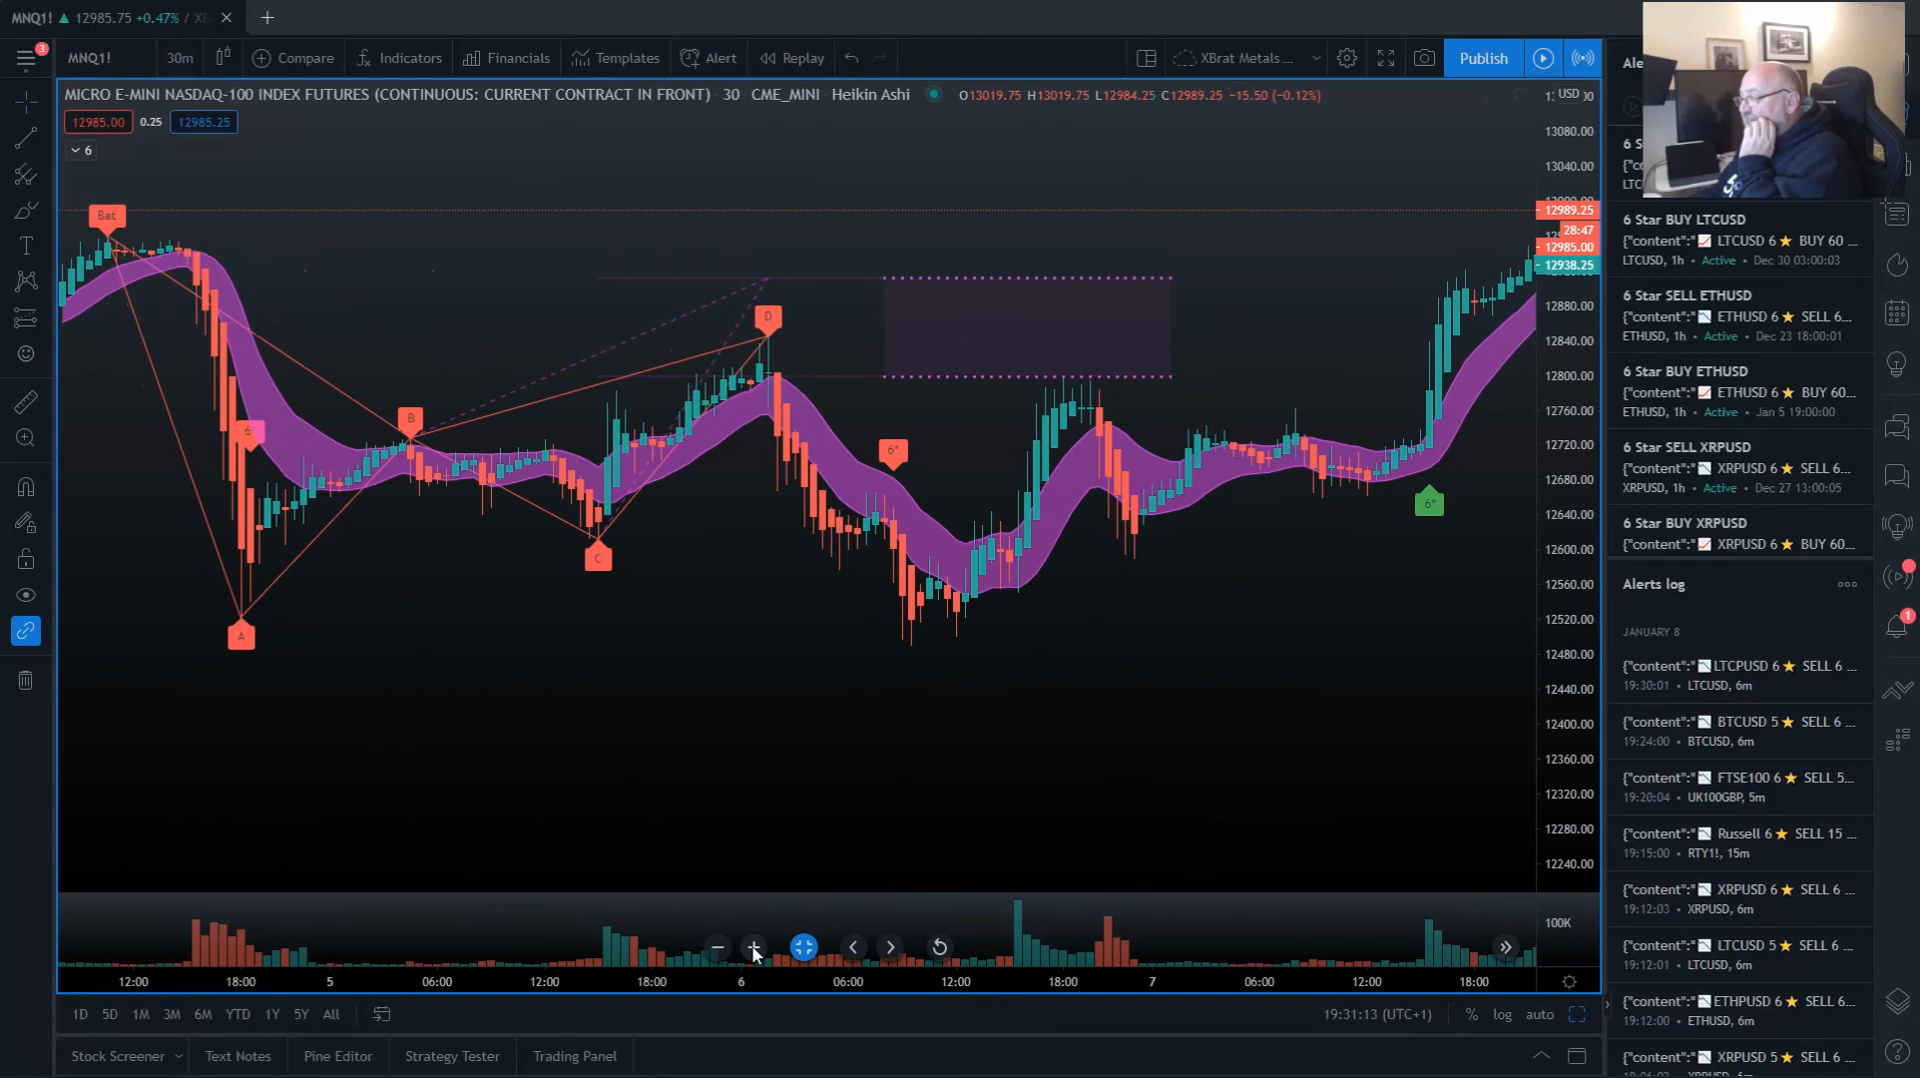 MNQ1! ▲ 12985.75 +0.47% / XB
3
MNQ1!
30m
Compare
Indicators
Financials
Templates
Alert
Replay
XBrat Metals ...
Publish
MICRO E-MINI NASDAQ-100 INDEX FUTURES (CONTINUOUS: CURRENT CONTRACT IN FRONT) · 30 · CME_MINI · Heikin Ashi
O13019.75 H13019.75 L12984.25 C12989.25 −15.50 (−0.12%)
12985.00 0.25 12985.25
6
USD
13080.00
13040.00
12989.25
28:47
12985.00
12938.25
12880.00
12840.00
12800.00
12760.00
12720.00
12680.00
12640.00
12600.00
12560.00
12520.00
12480.00
12440.00
12400.00
12360.00
12320.00
12280.00
12240.00
100K
Bat
D
B
6*
6*
C
A
12:00 18:00 5 06:00 12:00 18:00 6 06:00 12:00 18:00 7 06:00 12:00 18:00
1D 5D 1M 3M 6M YTD 1Y 5Y All
19:31:13 (UTC+1)
% log auto
Stock Screener
Text Notes
Pine Editor
Strategy Tester
Trading Panel
6 Star BUY LTCUSD
{"content":" LTCUSD 6 BUY 60 ...
LTCUSD, 1h • Active • Dec 30 03:00:03
6 Star SELL ETHUSD
{"content":" ETHUSD 6 SELL 6...
ETHUSD, 1h • Active • Dec 23 18:00:01
6 Star BUY ETHUSD
{"content":" ETHUSD 6 BUY 60...
ETHUSD, 1h • Active • Jan 5 19:00:00
6 Star SELL XRPUSD
{"content":" XRPUSD 6 SELL 6...
XRPUSD, 1h • Active • Dec 27 13:00:05
6 Star BUY XRPUSD
{"content":" XRPUSD 6 BUY 60...
Alerts log
1
JANUARY 8
{"content":" LTCPUSD 6 SELL 6 ...
19:30:01 • LTCUSD, 6m
{"content":" BTCUSD 5 SELL 6 ...
19:24:00 • BTCUSD, 6m
{"content":" FTSE100 6 SELL 5...
19:20:04 • UK100GBP, 5m
{"content":" Russell 6 SELL 15 ...
19:15:00 • RTY1!, 15m
{"content":" XRPUSD 6 SELL 6 ...
19:12:03 • XRPUSD, 6m
{"content":" LTCUSD 5 SELL 6 ...
19:12:01 • LTCUSD, 6m
{"content":" ETHPUSD 6 SELL 6...
19:12:00 • ETHUSD, 6m
{"content":" XRPUSD 5 SELL 6 ...